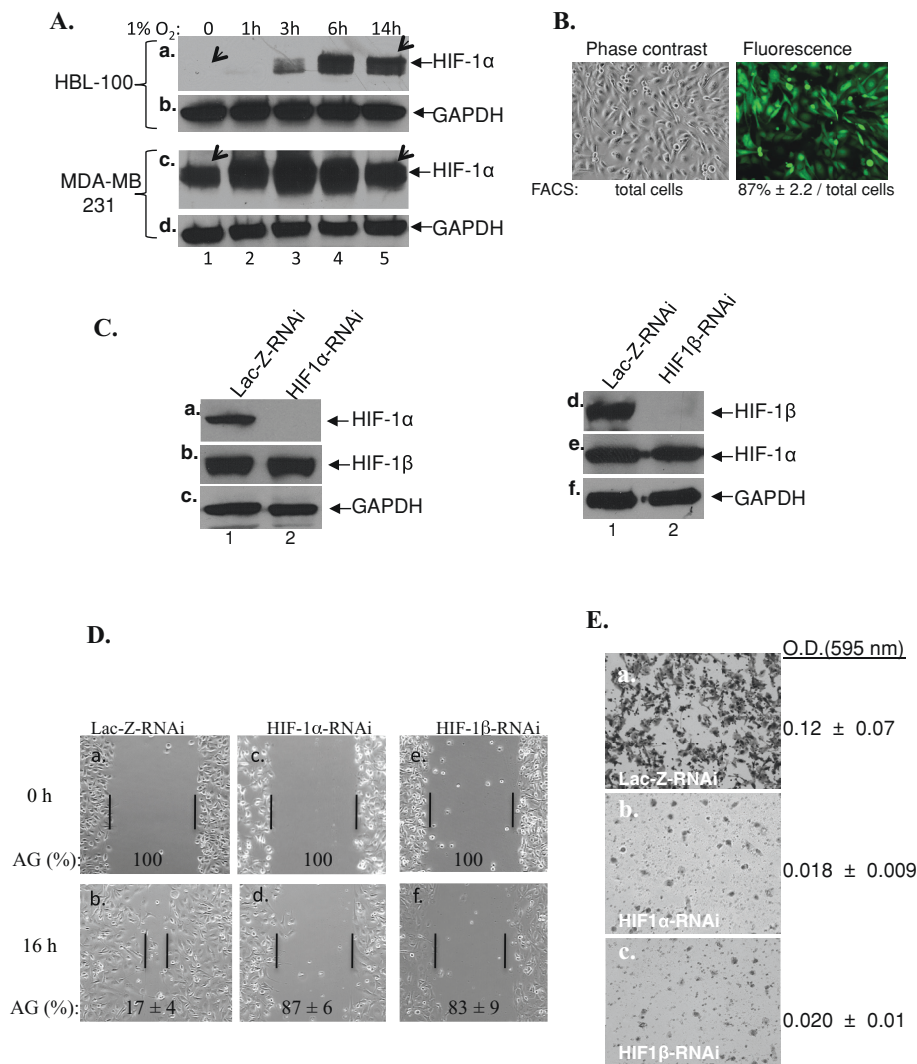 A.
1% O2: 0 1h 3h 6h 14h
a.
HIF-1α
HBL-100
b.
GAPDH
c.
HIF-1α
MDA-MB
231
d.
GAPDH
1 2 3 4 5
B.
Phase contrast Fluorescence
FACS: total cells 87% ± 2.2 / total cells
C.
Lac-Z-RNAi
HIF1α-RNAi
a.
HIF-1α
b.
HIF-1β
c.
GAPDH
1 2
Lac-Z-RNAi
HIF1β-RNAi
d.
HIF-1β
e.
HIF-1α
f.
GAPDH
1 2
D.
Lac-Z-RNAi HIF-1α-RNAi HIF-1β-RNAi
a. c. e.
0 h
AG (%): 100 100 100
b. d. f.
16 h
AG (%): 17 ± 4 87 ± 6 83 ± 9
E.
O.D.(595 nm)
a.
0.12 ± 0.07
Lac-Z-RNAi
b.
0.018 ± 0.009
HIF1α-RNAi
c.
0.020 ± 0.01
HIF1β-RNAi